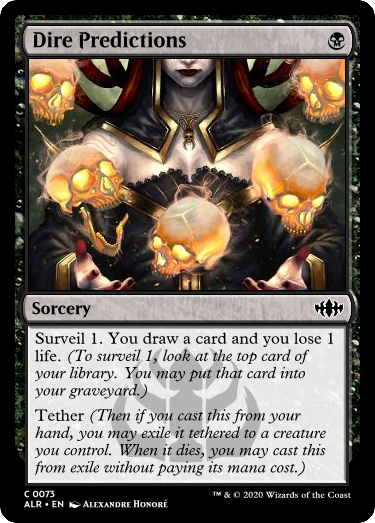 Dire Predictions
Sorcery
Surveil 1. You draw a card and you lose 1
life. (To surveil 1, look at the top card of
your library. You may put that card into
your graveyard.)
Tether (Then if you cast this from your
hand, you may exile it tethered to a creature
you control. When it dies, you may cast this
from exile without paying its mana cost.)
C 0073
ALR • EN Alexandre Honoré
™ & © 2020 Wizards of the Coast